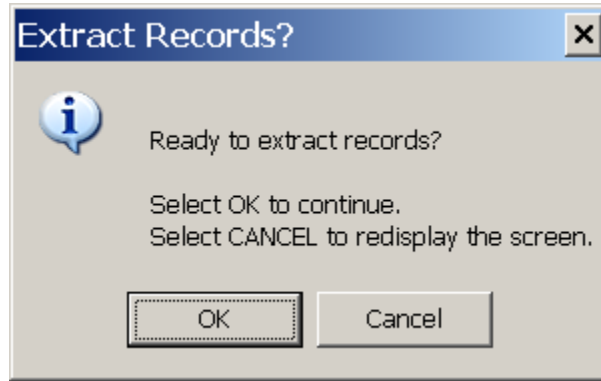 Extract Records?
Ready to extract records?
Select OK to continue.
Select CANCEL to redisplay the screen.
OK
Cancel